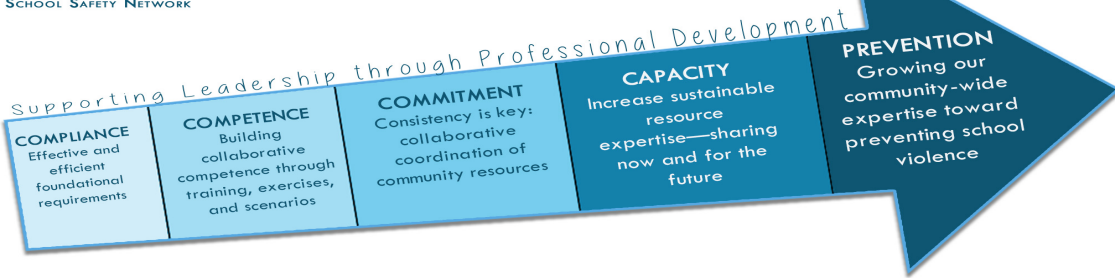 SCHOOL SAFETY NETWORK
Supporting Leadership through Professional Development
COMPLIANCE
Effective and
efficient
foundational
requirements
COMPETENCE
Building
collaborative
competence through
training, exercises,
and scenarios
COMMITMENT
Consistency is key:
collaborative
coordination of
community resources
CAPACITY
Increase sustainable
resource
expertise—sharing
now and for the
future
PREVENTION
Growing our
community-wide
expertise toward
preventing school
violence